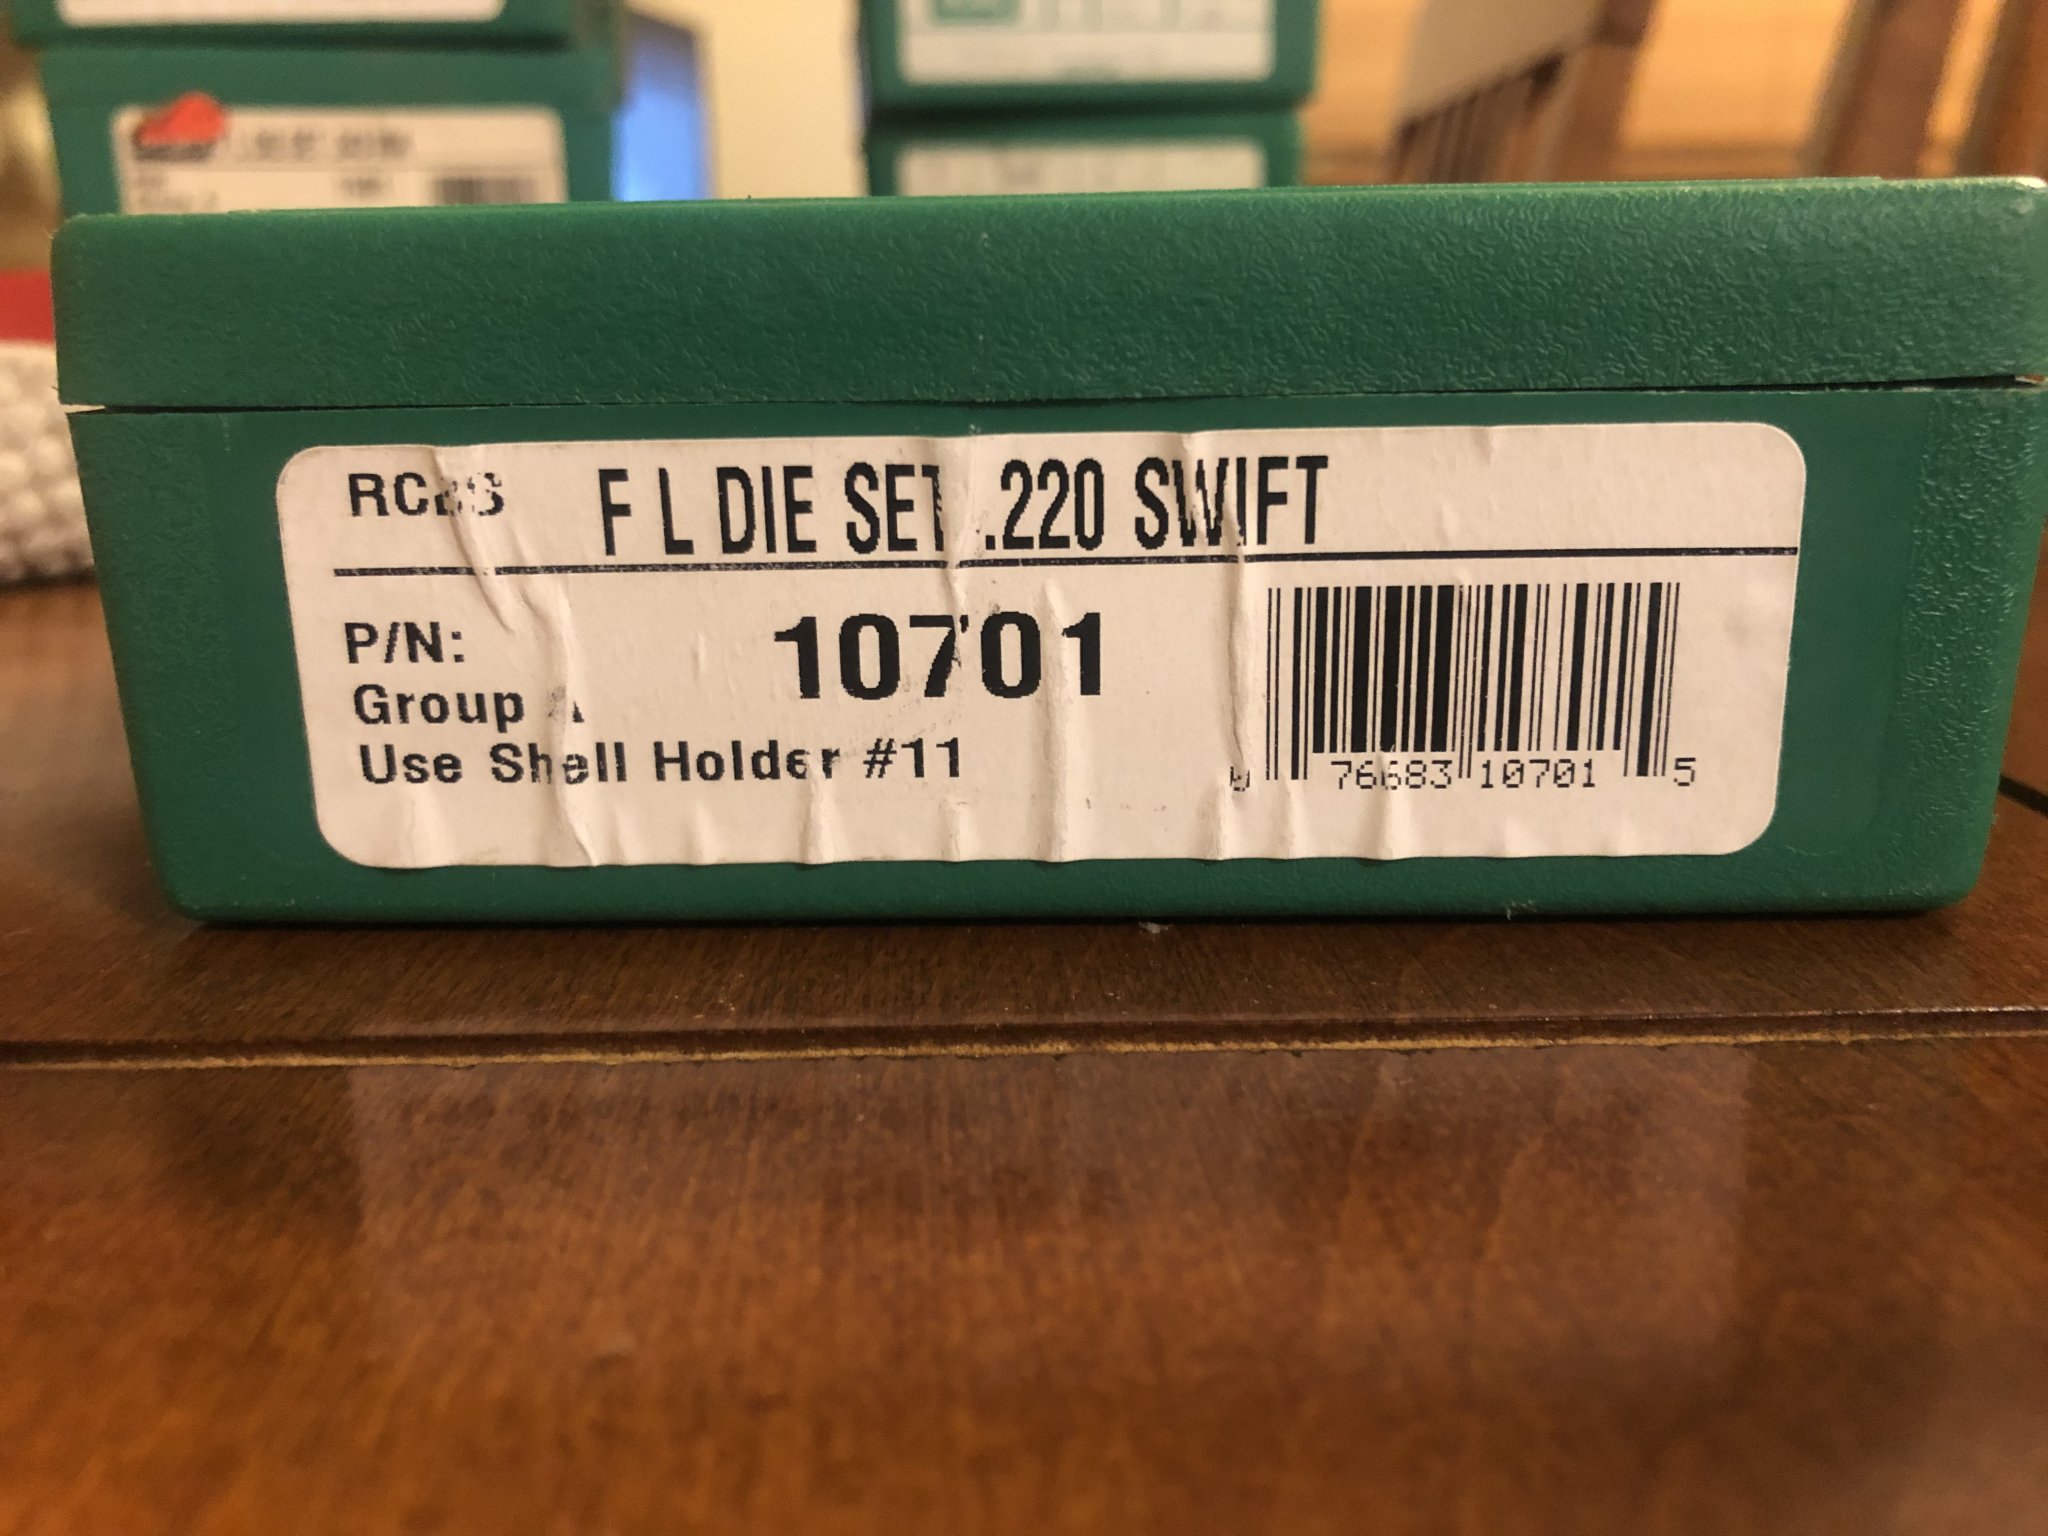 RCBS F L DIE SET .220 SWIFT
P/N: 10701
Group A
Use Shell Holder #11
0 76683 10701 5